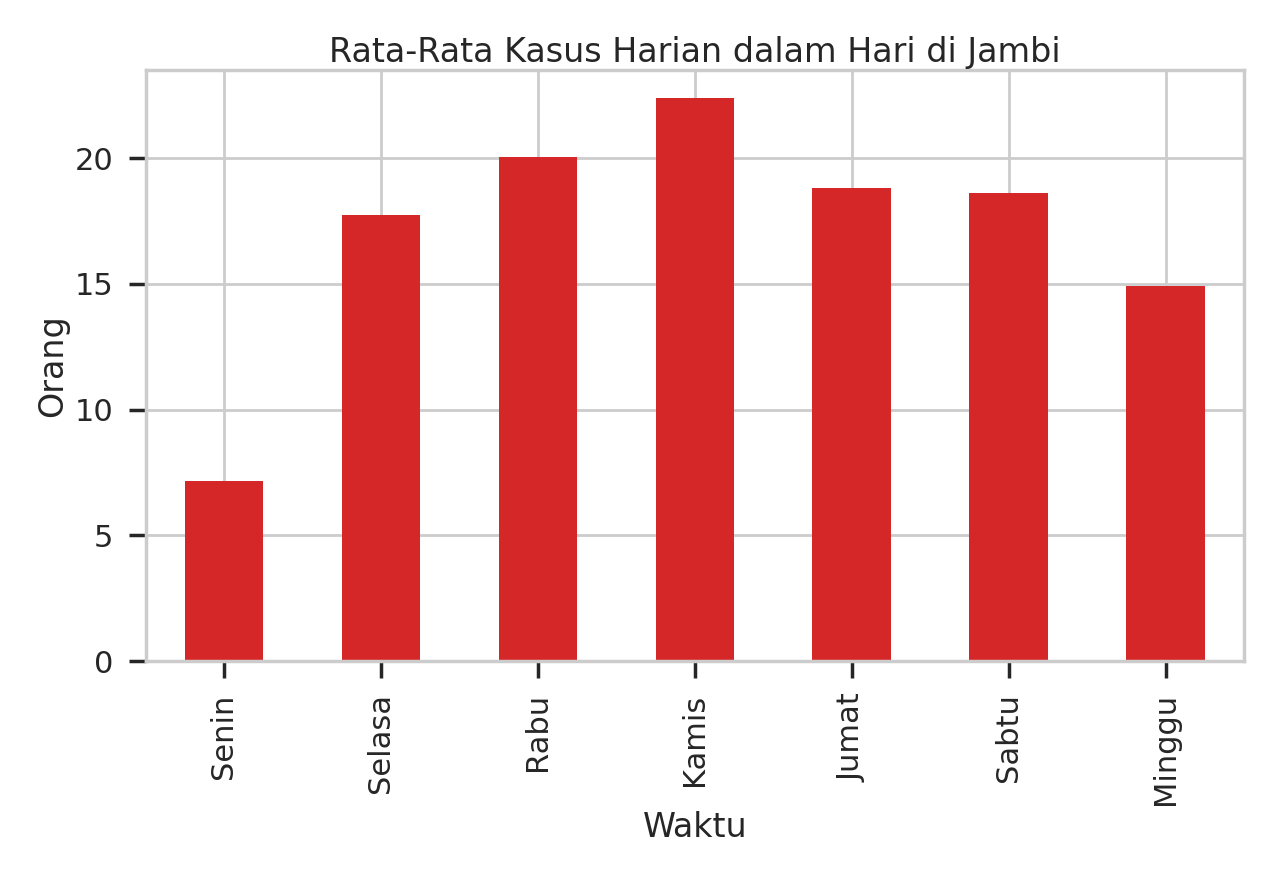 Rata-Rata Kasus Harian dalam Hari di Jambi
Orang
20
15
10
5
0
Senin
Selasa
Rabu
Kamis
Jumat
Sabtu
Minggu
Waktu